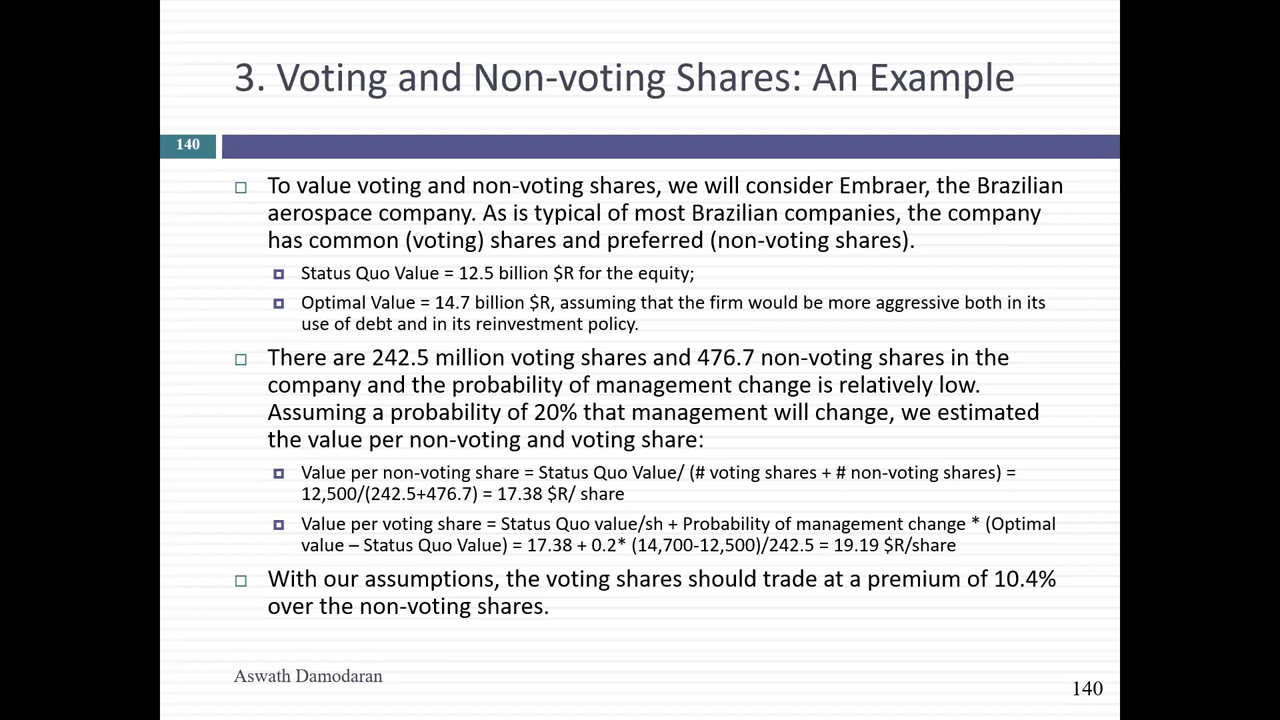 3. Voting and Non-voting Shares: An Example
140
To value voting and non-voting shares, we will consider Embraer, the Brazilian
aerospace company. As is typical of most Brazilian companies, the company
has common (voting) shares and preferred (non-voting shares).
Status Quo Value = 12.5 billion $R for the equity;
Optimal Value = 14.7 billion $R, assuming that the firm would be more aggressive both in its
use of debt and in its reinvestment policy.
There are 242.5 million voting shares and 476.7 non-voting shares in the
company and the probability of management change is relatively low.
Assuming a probability of 20% that management will change, we estimated
the value per non-voting and voting share:
Value per non-voting share = Status Quo Value/ (# voting shares + # non-voting shares) =
12,500/(242.5+476.7) = 17.38 $R/ share
Value per voting share = Status Quo value/sh + Probability of management change * (Optimal
value – Status Quo Value) = 17.38 + 0.2* (14,700-12,500)/242.5 = 19.19 $R/share
With our assumptions, the voting shares should trade at a premium of 10.4%
over the non-voting shares.
Aswath Damodaran
140